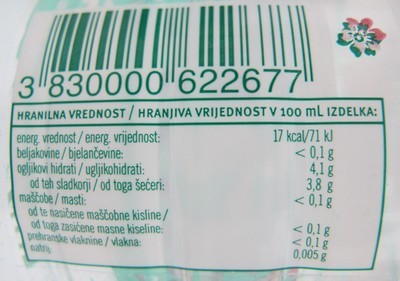 3 830000 622677
HRANILNA VREDNOST / HRANJIVA VRIJEDNOST V 100 mL IZDELKA:
energ. vrednost / energ. vrijednost: 17 kcal/71 kJ
beljakovine / bjelančevine: < 0,1 g
ogljikovi hidrati / ugljikohidrati: 4,1 g
od teh sladkorji / od toga šećeri: 3,8 g
maščobe / masti: < 0,1 g
od te nasičene maščobne kisline /
od toga zasićene masne kiseline: < 0,1 g
prehranske vlaknine / vlakna: < 0,1 g
natrij: 0,005 g